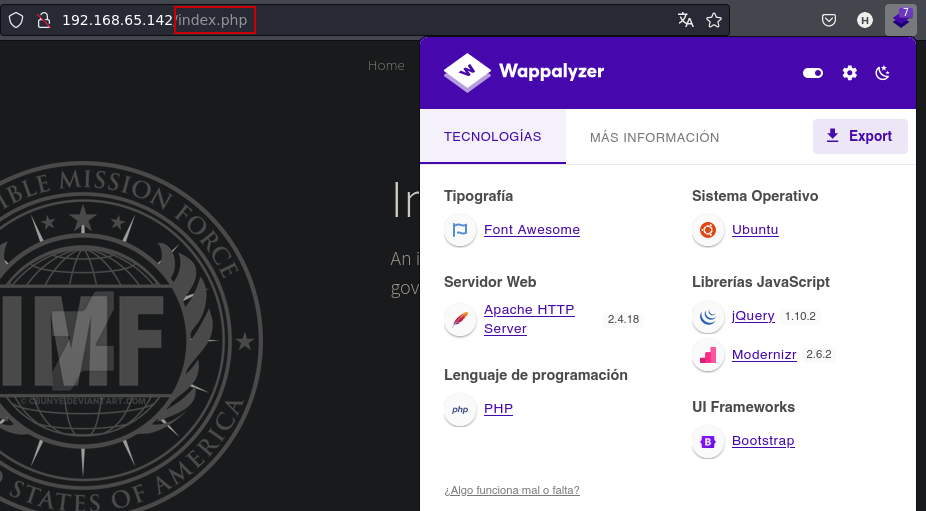 192.168.65.142/index.php
7
H
Home
Wappalyzer
TECNOLOGÍAS
MÁS INFORMACIÓN
Export
Tipografía
Font Awesome
Servidor Web
Apache HTTP
Server
2.4.18
Lenguaje de programación
php
PHP
¿Algo funciona mal o falta?
Sistema Operativo
Ubuntu
Librerías JavaScript
jQuery
1.10.2
Modernizr
2.6.2
UI Frameworks
B
Bootstrap
In
An i
gov
IBLE MISSION FORCE
IMF
© CBUNYE.DEVIANTART.COM
STATES OF AMERICA